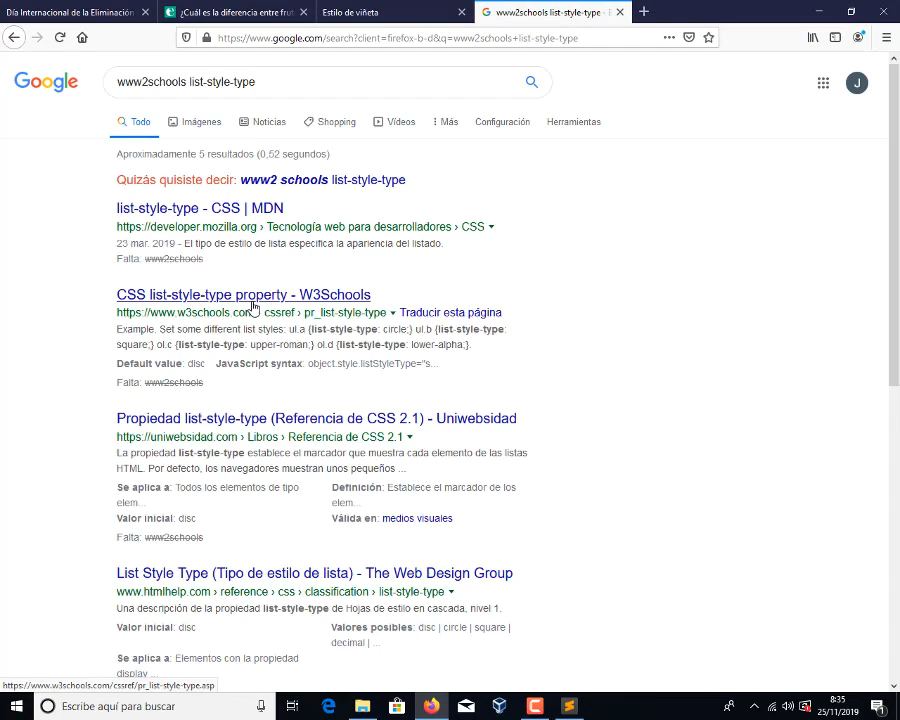 Día Internacional de la Eliminación
¿Cuál es la diferencia entre frut
Estilo de viñeta
www2schools list-style-type -
https://www.google.com/search?client=firefox-b-d&q=www2schools+list-style-type
Google
www2schools list-style-type
J
Todo
Imágenes
Noticias
Shopping
Vídeos
Más
Configuración
Herramientas
Aproximadamente 5 resultados (0,52 segundos)
Quizás quisiste decir: www2 schools list-style-type
list-style-type - CSS | MDN
https://developer.mozilla.org › Tecnología web para desarrolladores › CSS
23 mar. 2019 - El tipo de estilo de lista especifica la apariencia del listado.
Falta: www2schools
CSS list-style-type property - W3Schools
https://www.w3schools.com › cssref › pr_list-style-type Traducir esta página
Example. Set some different list styles: ul.a {list-style-type: circle;} ul.b {list-style-type:
square;} ol.c {list-style-type: upper-roman;} ol.d {list-style-type: lower-alpha;}.
Default value: disc JavaScript syntax: object.style.listStyleType="s...
Falta: www2schools
Propiedad list-style-type (Referencia de CSS 2.1) - Uniwebsidad
https://uniwebsidad.com › Libros › Referencia de CSS 2.1
La propiedad list-style-type establece el marcador que muestra cada elemento de las listas
HTML. Por defecto, los navegadores muestran unos pequeños ...
Se aplica a: Todos los elementos de tipo
elem...
Definición: Establece el marcador de los
elem...
Valor inicial: disc
Válida en: medios visuales
Falta: www2schools
List Style Type (Tipo de estilo de lista) - The Web Design Group
www.htmlhelp.com › reference › css › classification › list-style-type
Una descripción de la propiedad list-style-type de Hojas de estilo en cascada, nivel 1.
Valor inicial: disc
Valores posibles: disc | circle | square |
decimal | ...
Se aplica a: Elementos con la propiedad
display ...
https://www.w3schools.com/cssref/pr_list-style-type.asp
Escribe aquí para buscar
8:35
25/11/2019
1